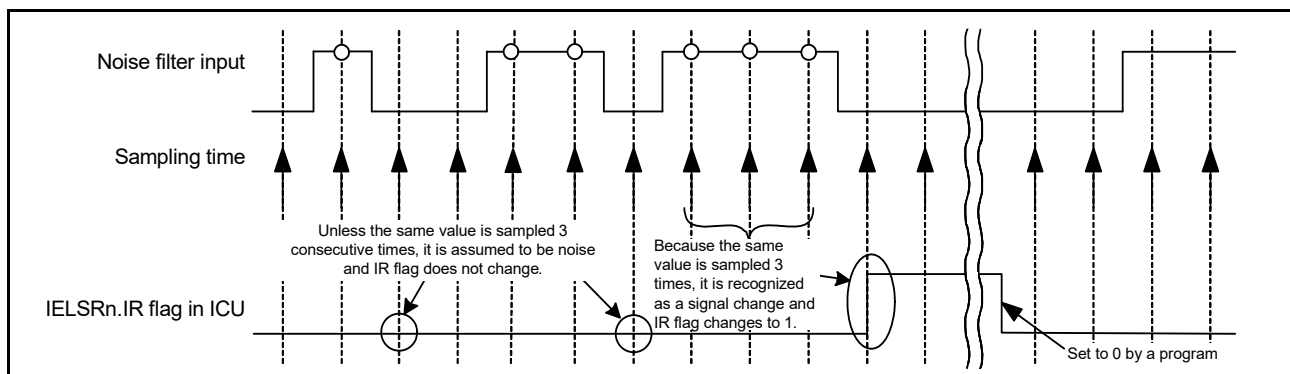 Noise filter input
Sampling time
Unless the same value is sampled 3
consecutive times, it is assumed to be noise
and IR flag does not change.
Because the same
value is sampled 3
times, it is recognized
as a signal change and
IR flag changes to 1.
IELSRn.IR flag in ICU
Set to 0 by a program